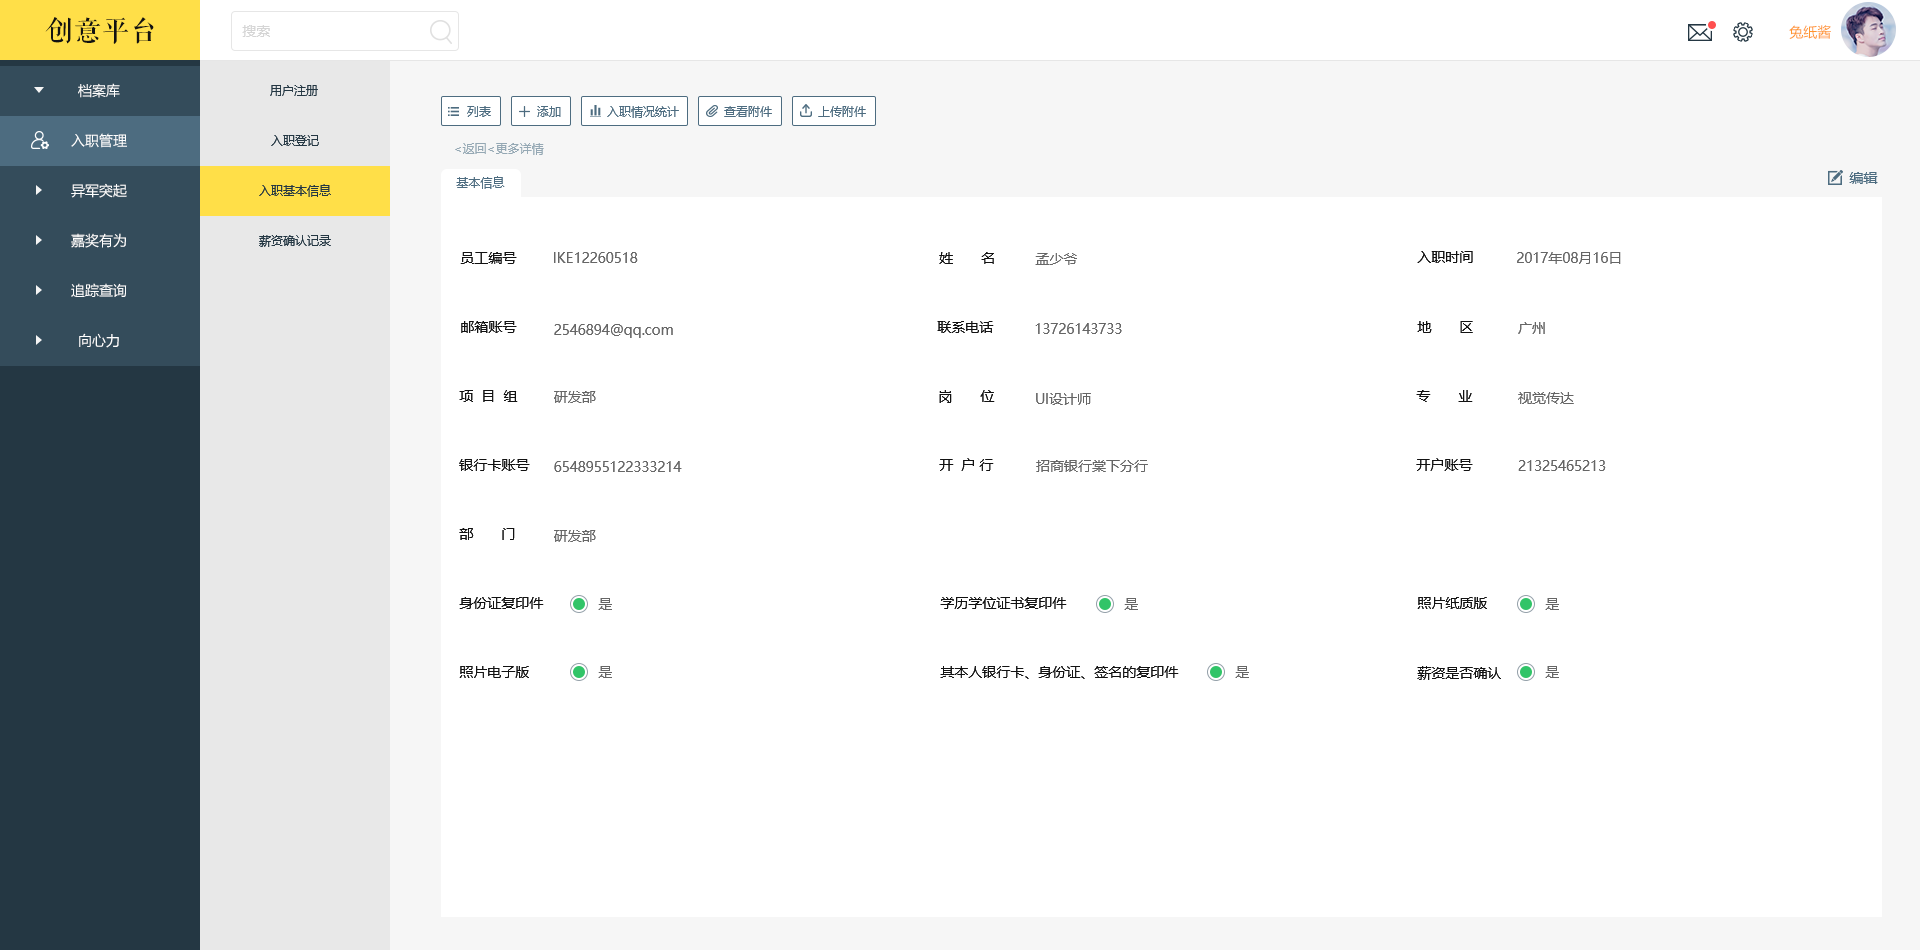 创意平台
搜索
兔纸酱
档案库
入职管理
异军突起
嘉奖有为
追踪查询
向心力
用户注册
入职登记
入职基本信息
薪资确认记录
列表 添加 入职情况统计 查看附件 上传附件
<返回<更多详情
基本信息
编辑
员工编号 IKE12260518 姓 名 孟少爷 入职时间 2017年08月16日
邮箱账号 2546894@qq.com 联系电话 13726143733 地 区 广州
项 目 组 研发部 岗 位 UI设计师 专 业 视觉传达
银行卡账号 6548955122333214 开 户 行 招商银行棠下分行 开户账号 21325465213
部 门 研发部
身份证复印件 是 学历学位证书复印件 是 照片纸质版 是
照片电子版 是 其本人银行卡、身份证、签名的复印件 是 薪资是否确认 是